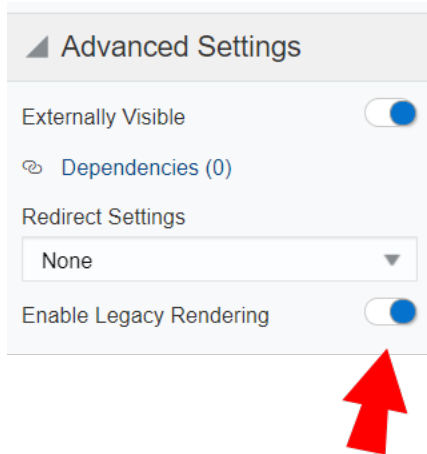 Advanced Settings
Externally Visible
Dependencies (0)
Redirect Settings
None
Enable Legacy Rendering